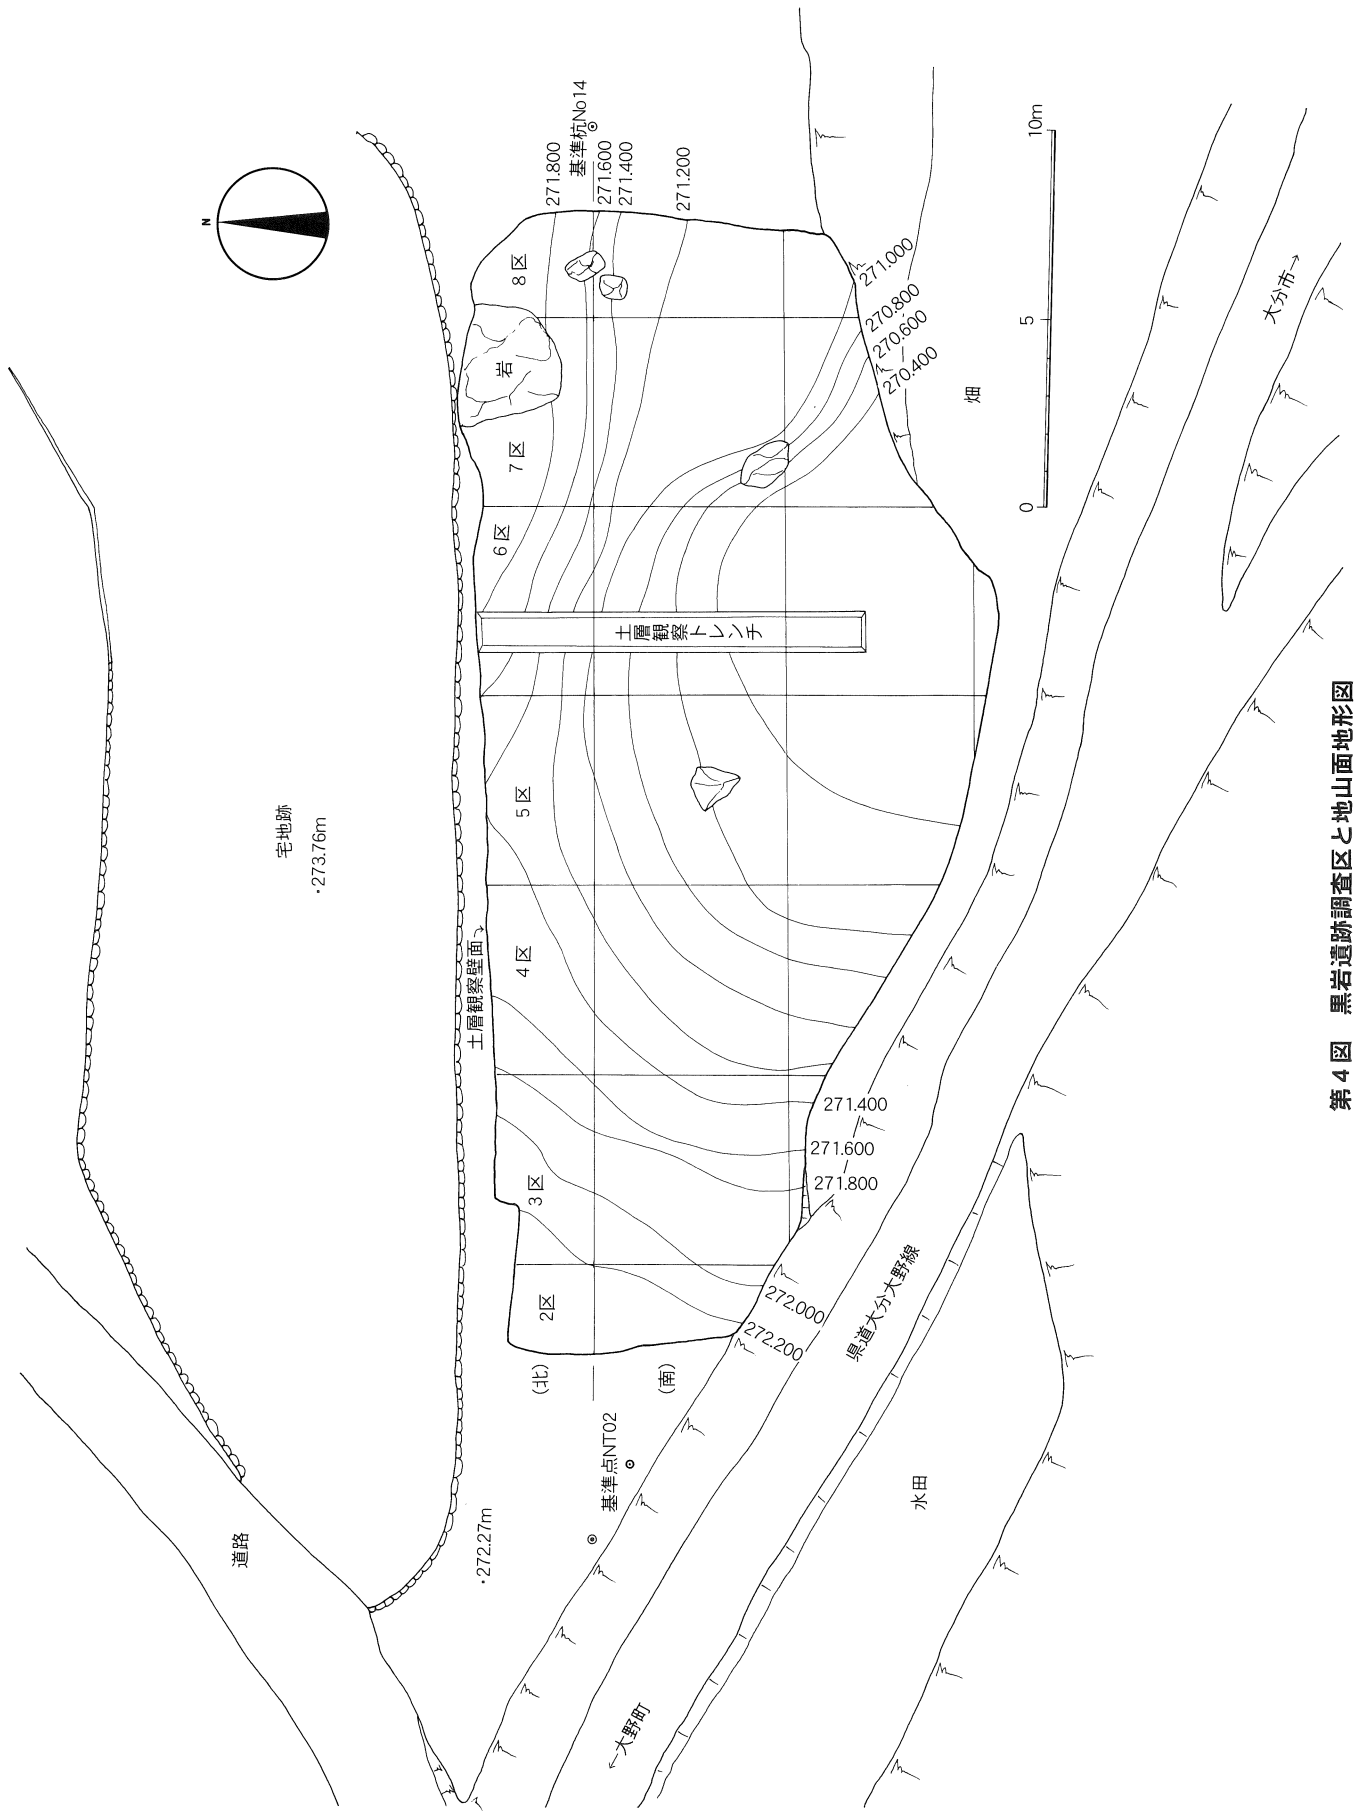 N
道路
宅地跡
・273.76m
・272.27m
土層観察壁面
基準杭No14
271.800
271.600
271.400
271.200
8区
岩
7区
6区
5区
4区
3区
2区
土層観察トレンチ
(北)
(南)
基準点NT02
271.000
270.800
270.600
270.400
畑
271.400
271.600
271.800
272.000
272.200
県道大分大野線
水田
←大野町
大分市→
0
5
10m
第4図 黒岩遺跡調査区と地山面地形図